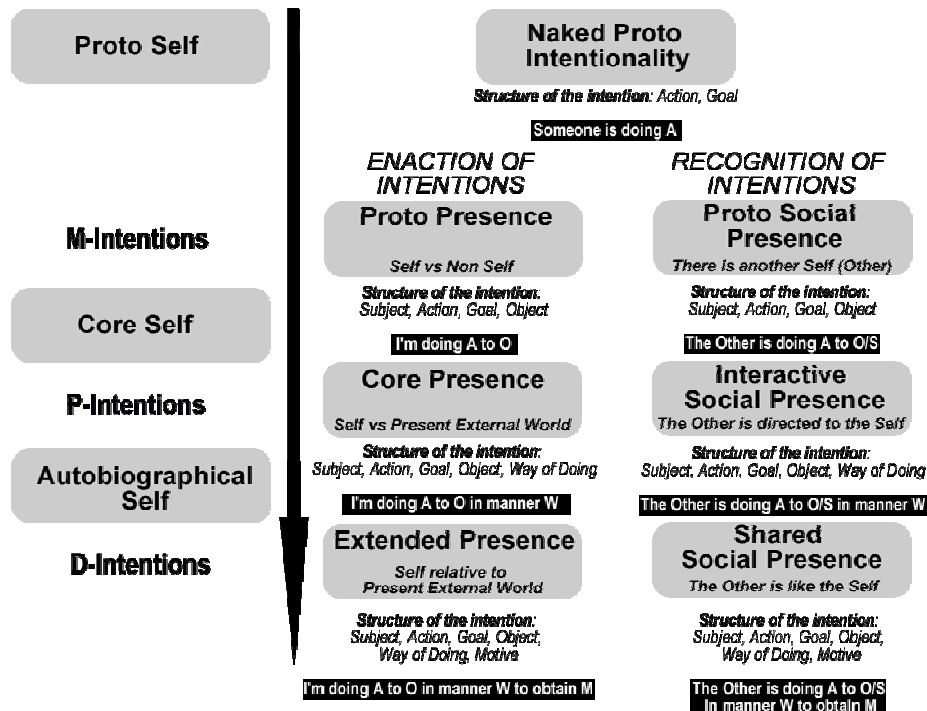 Proto Self
Naked Proto
Intentionality
Structure of the intention: Action, Goal
Someone is doing A
ENACTION OF
INTENTIONS
RECOGNITION OF
INTENTIONS
M-Intentions
Proto Presence
Self vs Non Self
Structure of the intention:
Subject, Action, Goal, Object
I'm doing A to O
Proto Social
Presence
There is another Self (Other)
Structure of the intention:
Subject, Action, Goal, Object
The Other is doing A to O/S
Core Self
P-Intentions
Core Presence
Self vs Present External World
Structure of the intention:
Subject, Action, Goal, Object, Way of Doing
I'm doing A to O in manner W
Interactive
Social Presence
The Other is directed to the Self
Structure of the intention:
Subject, Action, Goal, Object, Way of Doing
The Other is doing A to O/S in manner W
Autobiographical
Self
D-Intentions
Extended Presence
Self relative to
Present External World
Structure of the intention:
Subject, Action, Goal, Object,
Way of Doing, Motive
I'm doing A to O in manner W to obtain M
Shared
Social Presence
The Other is like the Self
Structure of the intention:
Subject, Action, Goal, Object,
Way of Doing, Motive
The Other is doing A to O/S
In manner W to obtain M